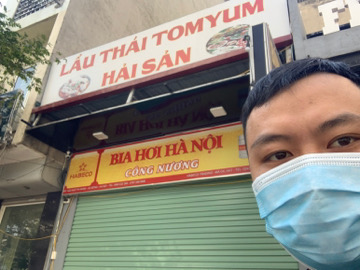 LẨU THÁI TOMYUM
HẢI SẢN
HABECO
BIA HƠI HÀ NỘI
CÔNG NƯƠNG
F